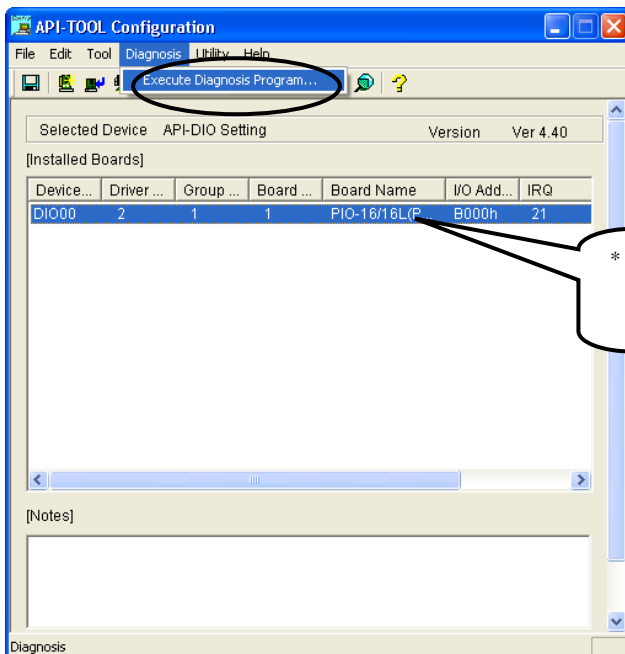 API-TOOL Configuration
File Edit Tool Diagnosis Utility Help
Execute Diagnosis Program...
Selected Device API-DIO Setting Version Ver 4.40
[Installed Boards]
Device... Driver ... Group ... Board ... Board Name I/O Add... IRQ
DIO00 2 1 1 PIO-16/16L(P... B000h 21
*
[Notes]
Diagnosis